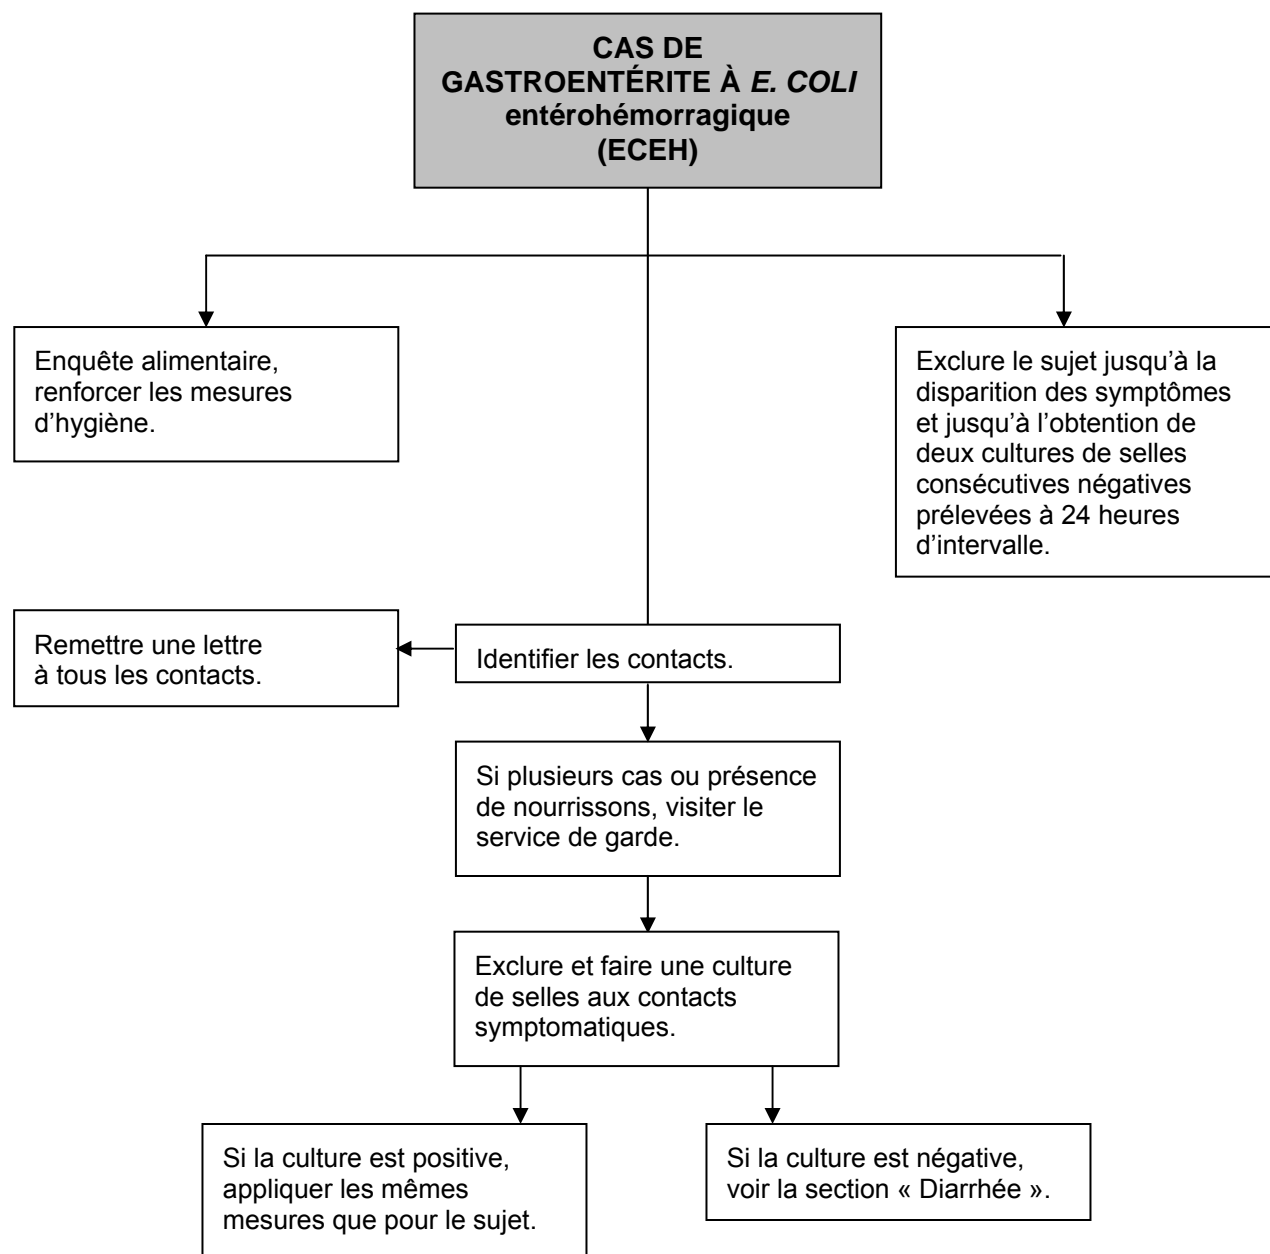 CAS DE
GASTROENTÉRITE À E. COLI
entérohémorragique
(ECEH)
Enquête alimentaire,
renforcer les mesures
d’hygiène.
Exclure le sujet jusqu’à la
disparition des symptômes
et jusqu’à l’obtention de
deux cultures de selles
consécutives négatives
prélevées à 24 heures
d’intervalle.
Remettre une lettre
à tous les contacts.
Identifier les contacts.
Si plusieurs cas ou présence
de nourrissons, visiter le
service de garde.
Exclure et faire une culture
de selles aux contacts
symptomatiques.
Si la culture est positive,
appliquer les mêmes
mesures que pour le sujet.
Si la culture est négative,
voir la section « Diarrhée ».